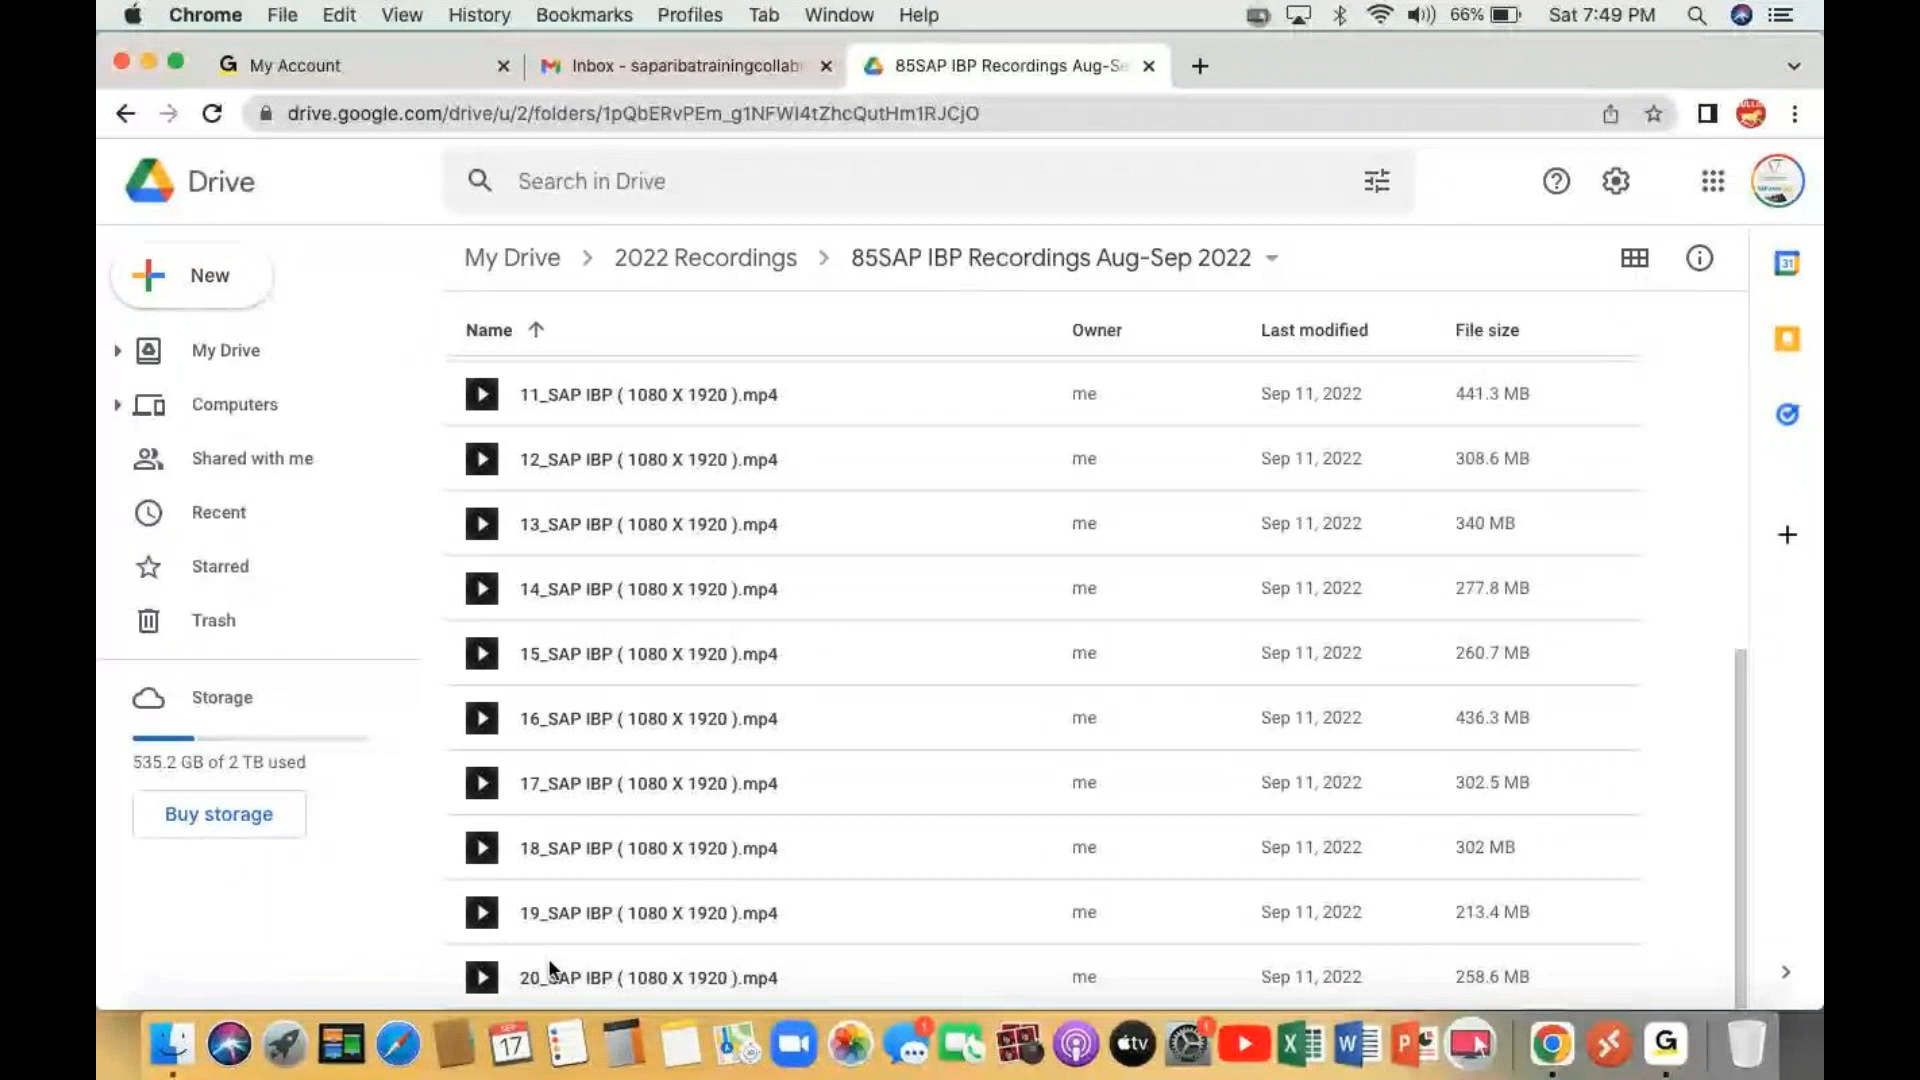 Chrome File Edit View History Bookmarks Profiles Tab Window Help 66% Sat 7:49 PM
G My Account Inbox - saparibatrainingcollab 85SAP IBP Recordings Aug-Se
drive.google.com/drive/u/2/folders/1pQbERvPEm_g1NFWI4tZhcQutHm1RJCjO
Drive Search in Drive
New
My Drive > 2022 Recordings > 85SAP IBP Recordings Aug-Sep 2022
31
Name Owner Last modified File size
My Drive
Computers
Shared with me
Recent
Starred
Trash
Storage
535.2 GB of 2 TB used
Buy storage
11_SAP IBP ( 1080 X 1920 ).mp4 me Sep 11, 2022 441.3 MB
12_SAP IBP ( 1080 X 1920 ).mp4 me Sep 11, 2022 308.6 MB
13_SAP IBP ( 1080 X 1920 ).mp4 me Sep 11, 2022 340 MB
14_SAP IBP ( 1080 X 1920 ).mp4 me Sep 11, 2022 277.8 MB
15_SAP IBP ( 1080 X 1920 ).mp4 me Sep 11, 2022 260.7 MB
16_SAP IBP ( 1080 X 1920 ).mp4 me Sep 11, 2022 436.3 MB
17_SAP IBP ( 1080 X 1920 ).mp4 me Sep 11, 2022 302.5 MB
18_SAP IBP ( 1080 X 1920 ).mp4 me Sep 11, 2022 302 MB
19_SAP IBP ( 1080 X 1920 ).mp4 me Sep 11, 2022 213.4 MB
20_SAP IBP ( 1080 X 1920 ).mp4 me Sep 11, 2022 258.6 MB
SEP 17 1 tv 1 X W P G